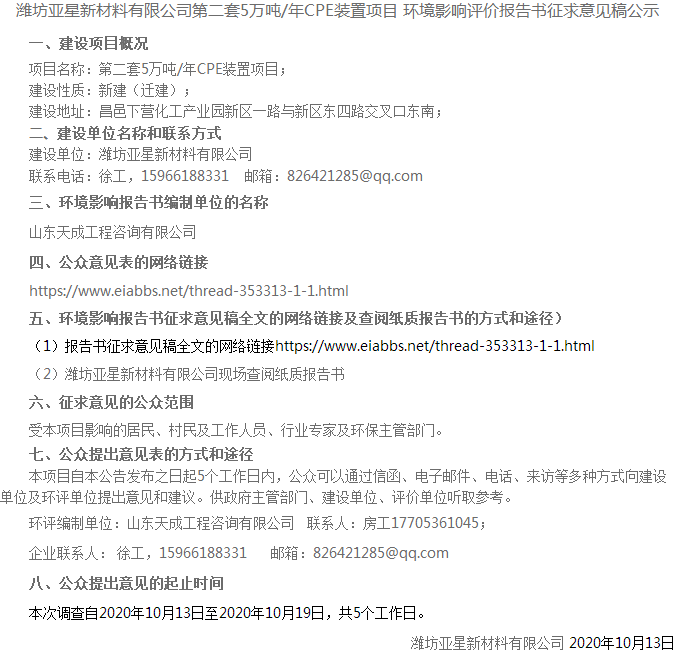 潍坊亚星新材料有限公司第二套5万吨/年CPE装置项目 环境影响评价报告书征求意见稿公示
一、建设项目概况
项目名称：第二套5万吨/年CPE装置项目；
建设性质：新建（迁建）；
建设地址：昌邑下营化工产业园新区一路与新区东四路交叉口东南；
二、建设单位名称和联系方式
建设单位：潍坊亚星新材料有限公司
联系电话：徐工，15966188331 邮箱：826421285@qq.com
三、环境影响报告书编制单位的名称
山东天成工程咨询有限公司
四、公众意见表的网络链接
https://www.eiabbs.net/thread-353313-1-1.html
五、环境影响报告书征求意见稿全文的网络链接及查阅纸质报告书的方式和途径）
（1）报告书征求意见稿全文的网络链接https://www.eiabbs.net/thread-353313-1-1.html
（2）潍坊亚星新材料有限公司现场查阅纸质报告书
六、征求意见的公众范围
受本项目影响的居民、村民及工作人员、行业专家及环保主管部门。
七、公众提出意见表的方式和途径
本项目自本公告发布之日起5个工作日内，公众可以通过信函、电子邮件、电话、来访等多种方式向建设
单位及环评单位提出意见和建议。供政府主管部门、建设单位、评价单位听取参考。
环评编制单位：山东天成工程咨询有限公司 联系人：房工17705361045；
企业联系人： 徐工，15966188331 邮箱：826421285@qq.com
八、公众提出意见的起止时间
本次调查自2020年10月13日至2020年10月19日，共5个工作日。
潍坊亚星新材料有限公司 2020年10月13日